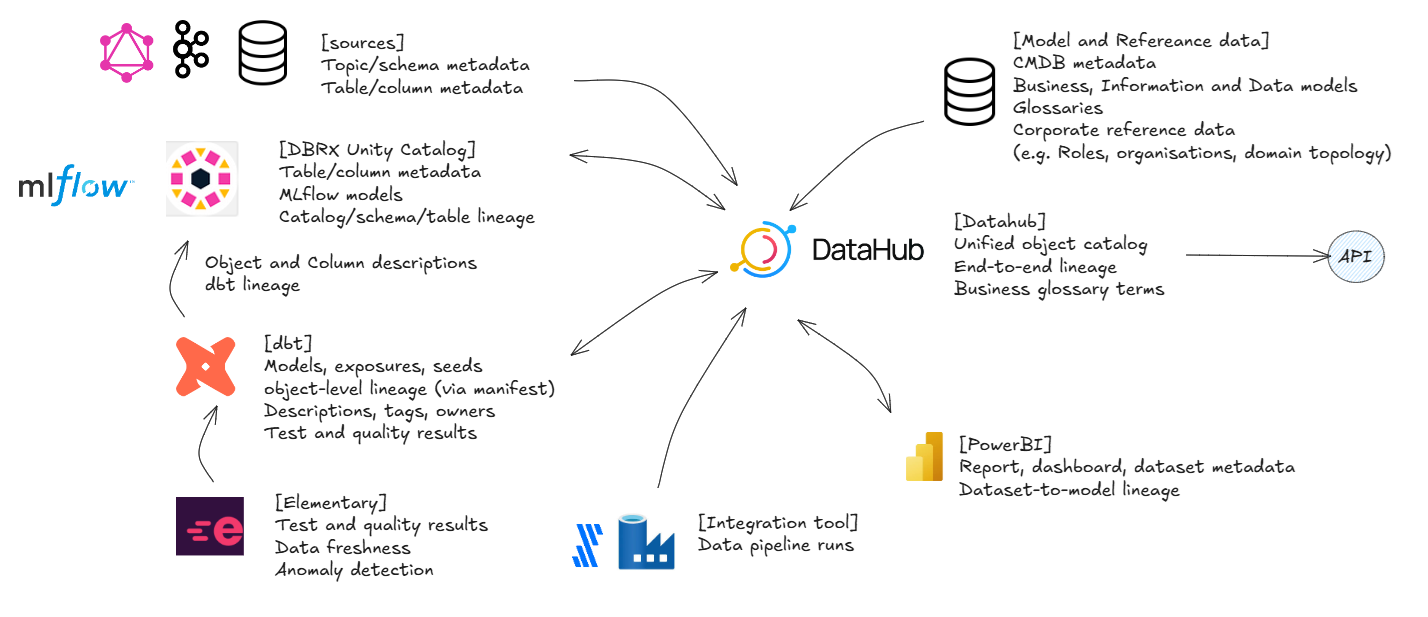 [sources]
Topic/schema metadata
Table/column metadata
[Model and Refereance data]
CMDB metadata
Business, Information and Data models
Glossaries
Corporate reference data
(e.g. Roles, organisations, domain topology)
mlflow™
[DBRX Unity Catalog]
Table/column metadata
MLflow models
Catalog/schema/table lineage
Object and Column descriptions
dbt lineage
DataHub
[Datahub]
Unified object catalog
End-to-end lineage
Business glossary terms
API
[dbt]
Models, exposures, seeds
object-level lineage (via manifest)
Descriptions, tags, owners
Test and quality results
[PowerBI]
Report, dashboard, dataset metadata
Dataset-to-model lineage
e
[Elementary]
Test and quality results
Data freshness
Anomaly detection
[Integration tool]
Data pipeline runs